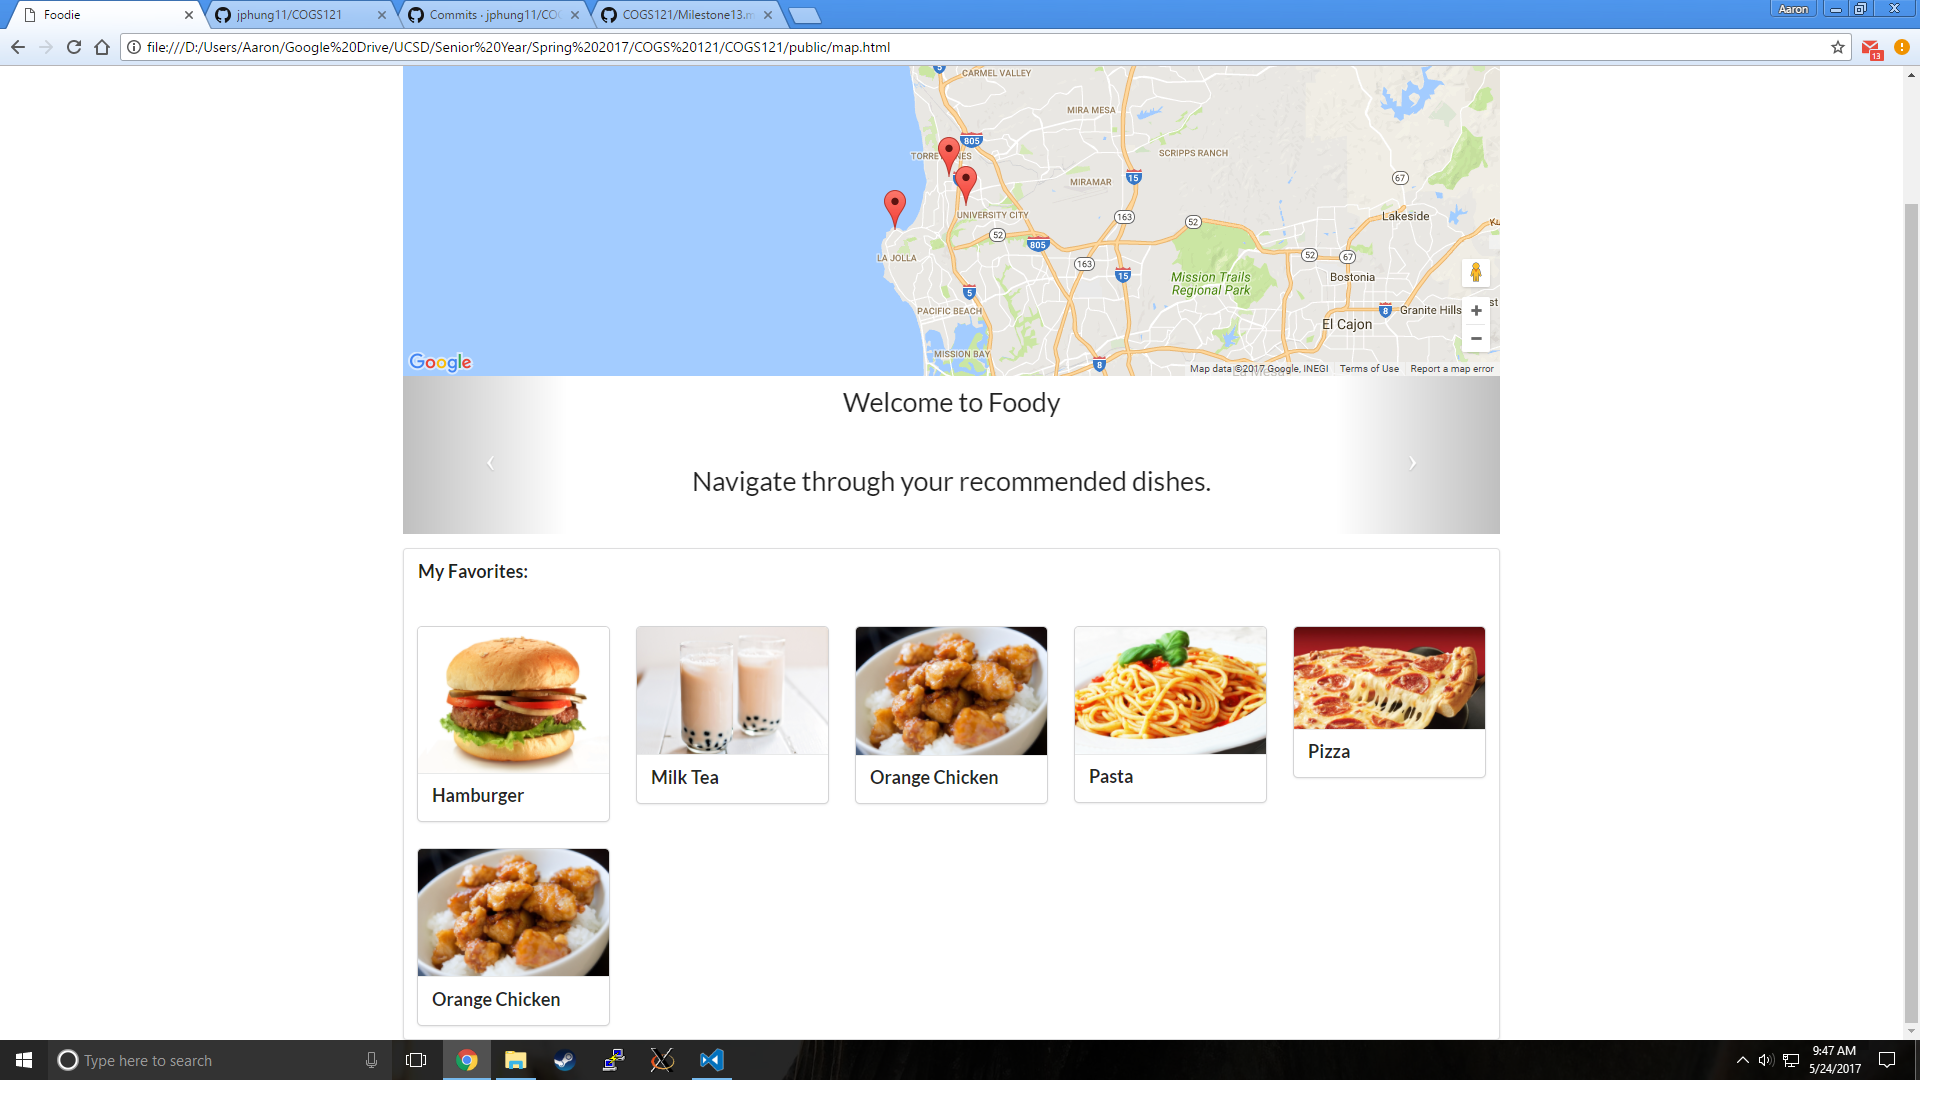 Foodie
jphung11/COGS121
Commits · jphung11/COG
COGS121/Milestone13.m
Aaron
file:///D:/Users/Aaron/Google%20Drive/UCSD/Senior%20Year/Spring%202017/COGS%20121/COGS121/public/map.html
13
5
CARMEL VALLEY
MIRA MESA
805
TORREY PINES
SCRIPPS RANCH
MIRAMAR
15
67
163
UNIVERSITY CITY
52
Lakeside
52
805
LA JOLLA
163
15
52
67
Mission Trails
Regional Park
Bostonia
5
PACIFIC BEACH
8
Granite Hills
El Cajon
MISSION BAY
8
Google
Map data ©2017 Google, INEGI
Terms of Use
Report a map error
Welcome to Foody
Navigate through your recommended dishes.
My Favorites:
Hamburger
Milk Tea
Orange Chicken
Pasta
Pizza
Orange Chicken
Type here to search
9:47 AM
5/24/2017